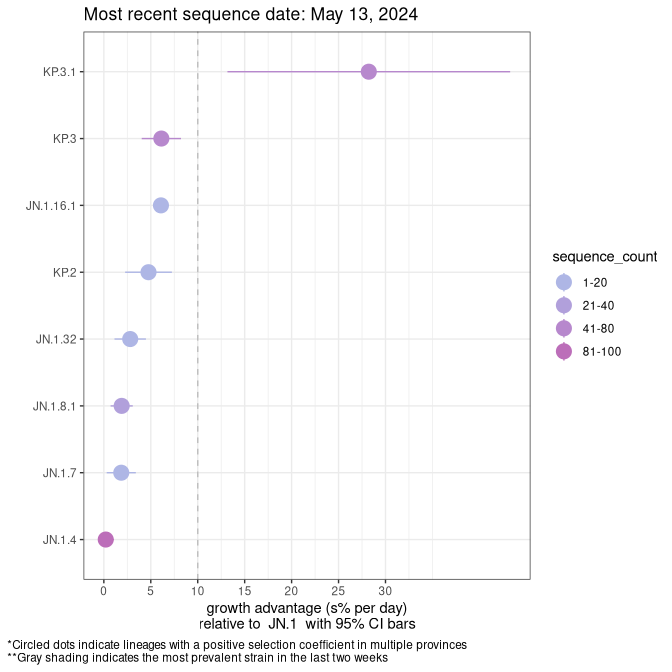 Most recent sequence date: May 13, 2024
KP.3.1
KP.3
JN.1.16.1
KP.2
JN.1.32
JN.1.8.1
JN.1.7
JN.1.4
0 5 10 15 20 25 30
growth advantage (s% per day)
relative to JN.1 with 95% CI bars
sequence_count
1-20
21-40
41-80
81-100
*Circled dots indicate lineages with a positive selection coefficient in multiple provinces
**Gray shading indicates the most prevalent strain in the last two weeks